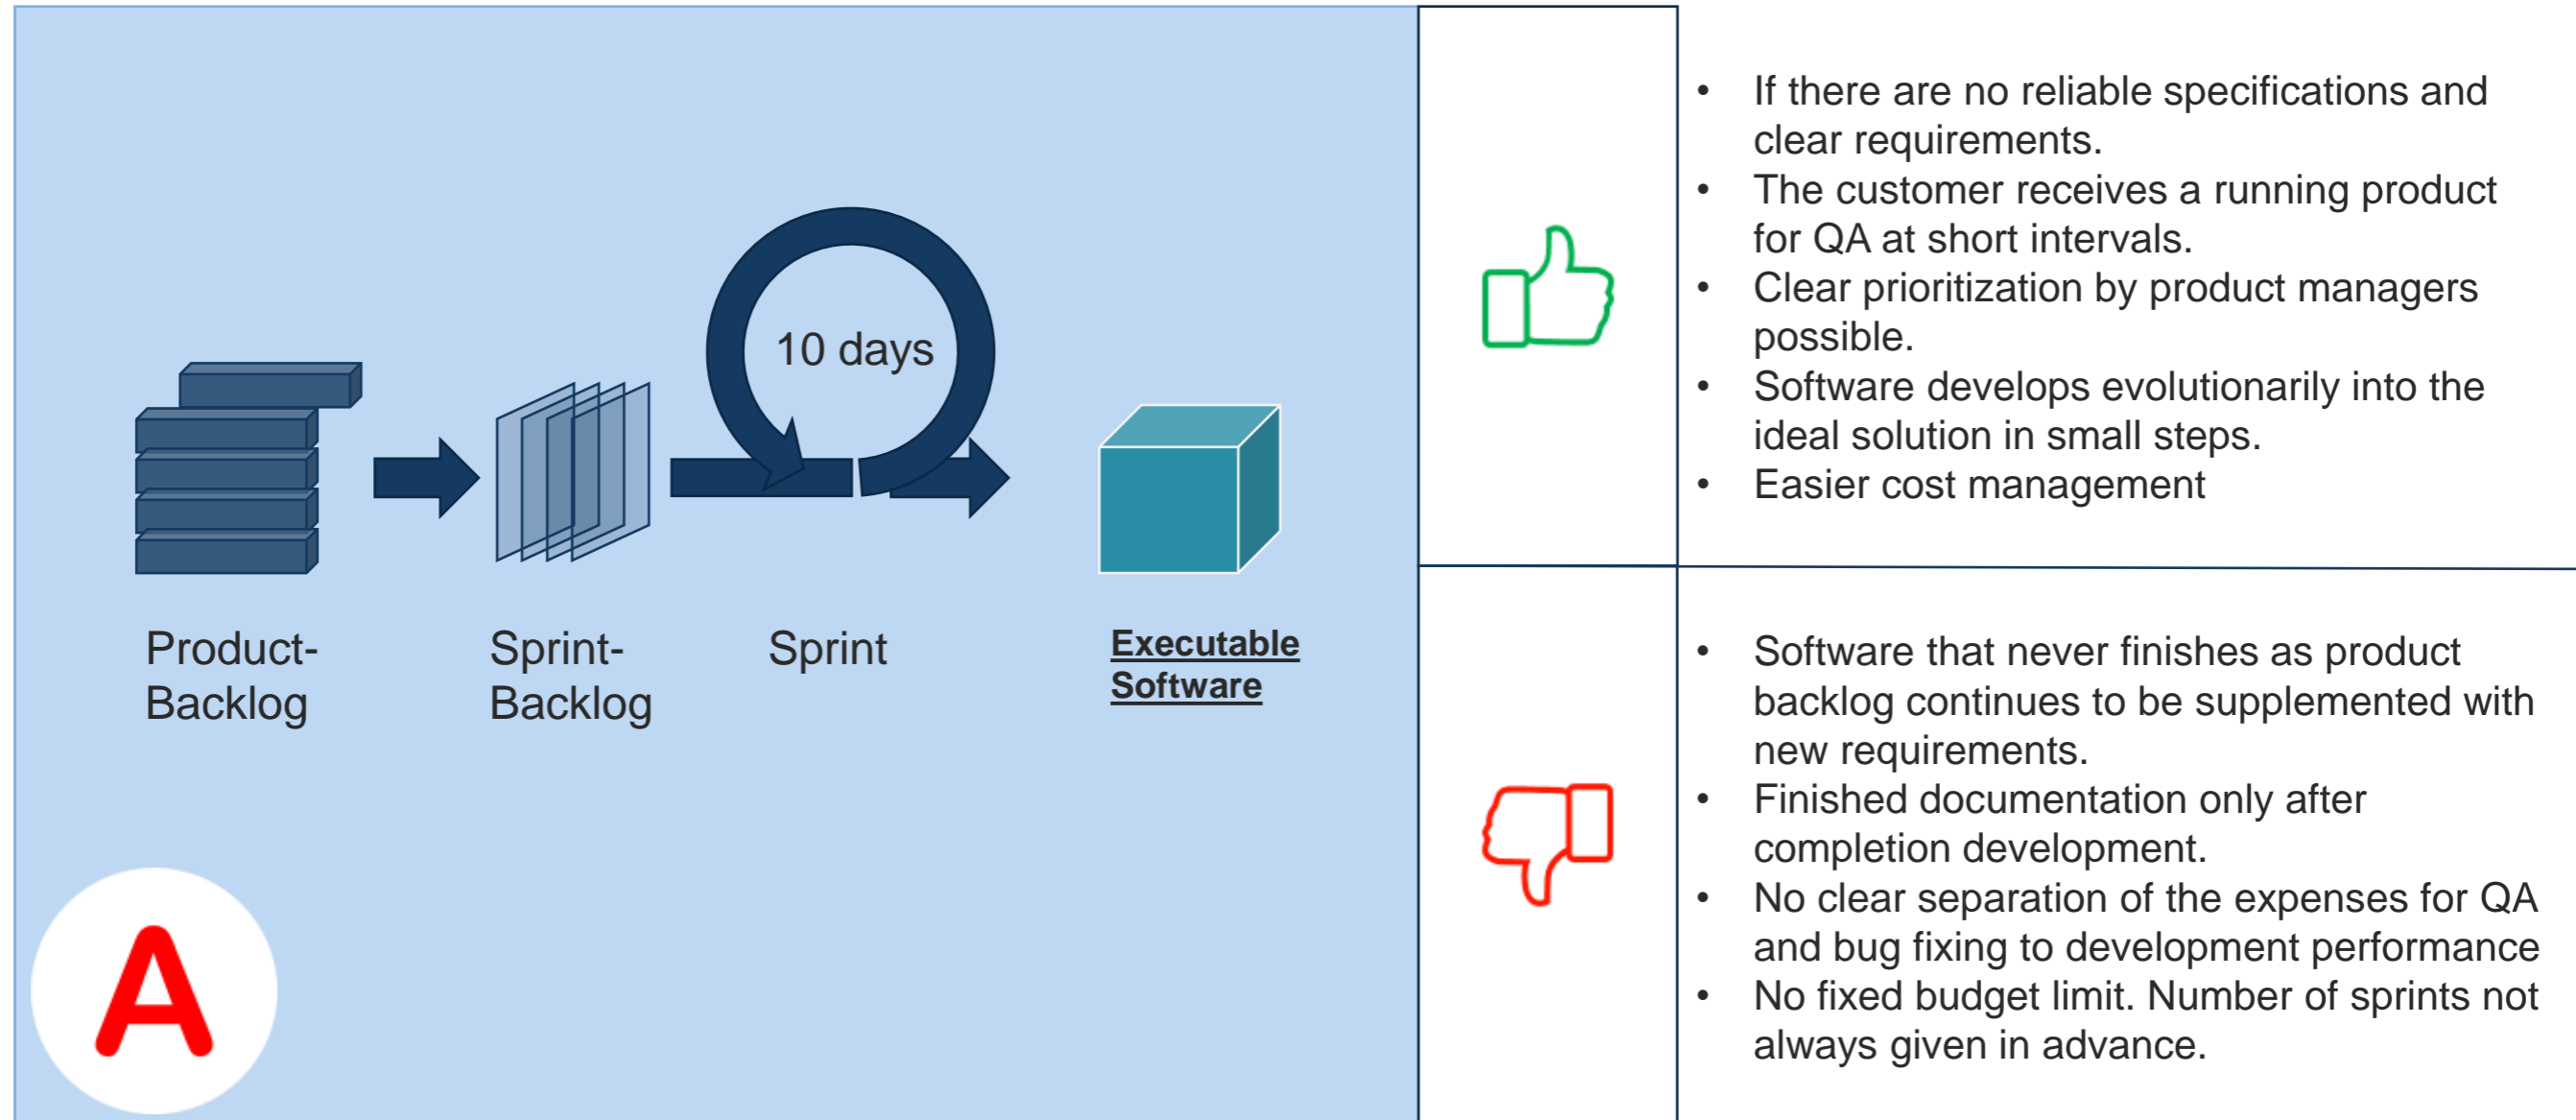 10 days
Product-
Backlog
Sprint-
Backlog
Sprint
Executable
Software
A
• If there are no reliable specifications and
clear requirements.
• The customer receives a running product
for QA at short intervals.
• Clear prioritization by product managers
possible.
• Software develops evolutionarily into the
ideal solution in small steps.
• Easier cost management
• Software that never finishes as product
backlog continues to be supplemented with
new requirements.
• Finished documentation only after
completion development.
• No clear separation of the expenses for QA
and bug fixing to development performance
• No fixed budget limit. Number of sprints not
always given in advance.